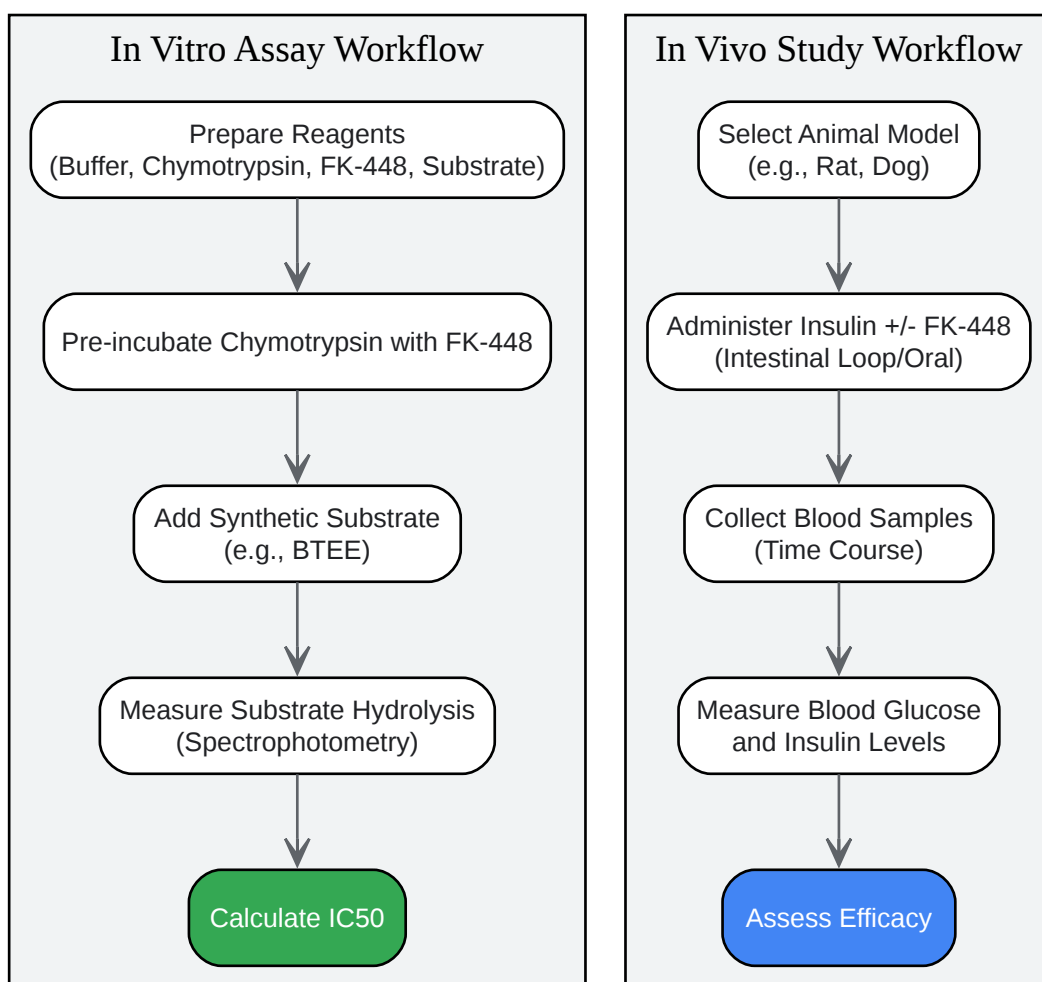 In Vitro Assay Workflow
Prepare Reagents
(Buffer, Chymotrypsin, FK-448, Substrate)
Pre-incubate Chymotrypsin with FK-448
Add Synthetic Substrate
(e.g., BTEE)
Measure Substrate Hydrolysis
(Spectrophotometry)
Calculate IC50
In Vivo Study Workflow
Select Animal Model
(e.g., Rat, Dog)
Administer Insulin +/- FK-448
(Intestinal Loop/Oral)
Collect Blood Samples
(Time Course)
Measure Blood Glucose
and Insulin Levels
Assess Efficacy